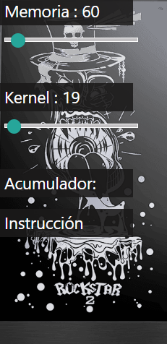 Memoria : 60
Kernel : 19
Acumulador:
Instrucción
ROCKSTAR
2